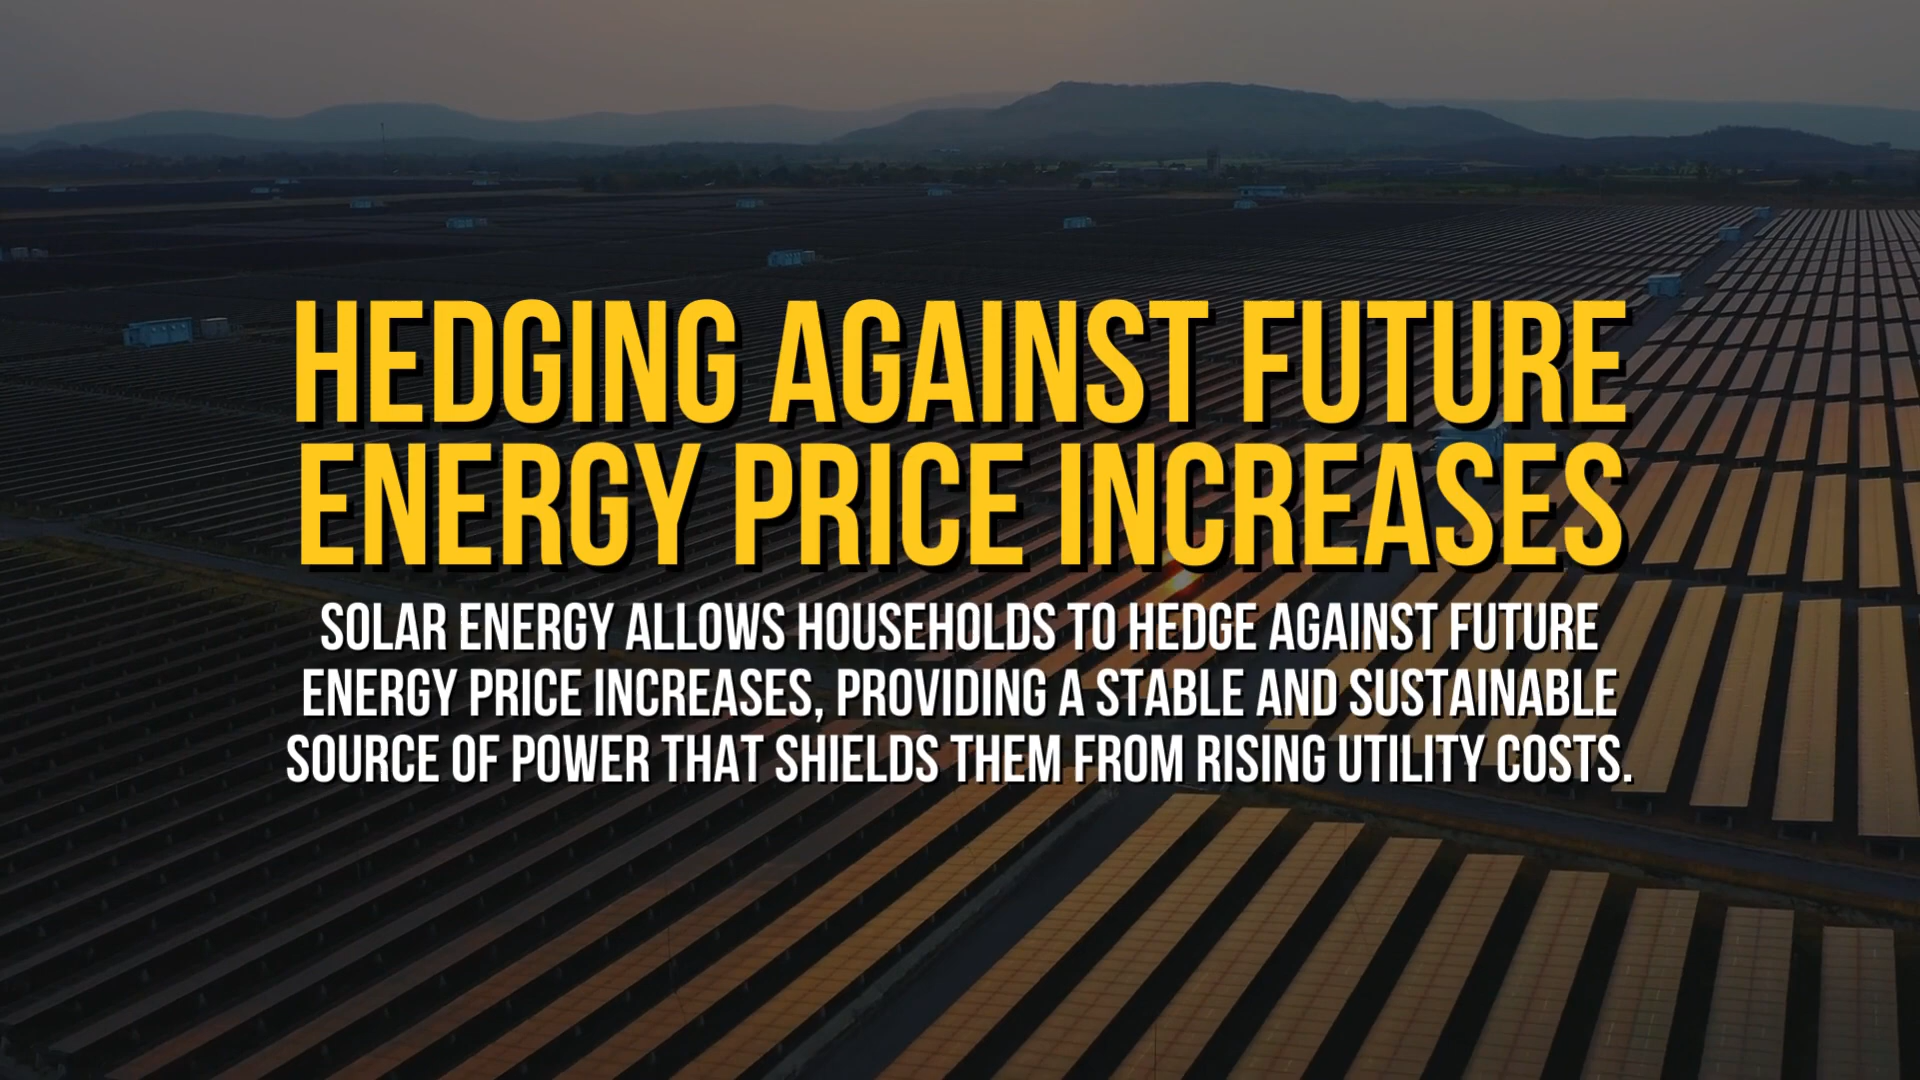 HEDGING AGAINST FUTURE
ENERGY PRICE INCREASES
SOLAR ENERGY ALLOWS HOUSEHOLDS TO HEDGE AGAINST FUTURE
ENERGY PRICE INCREASES, PROVIDING A STABLE AND SUSTAINABLE
SOURCE OF POWER THAT SHIELDS THEM FROM RISING UTILITY COSTS.